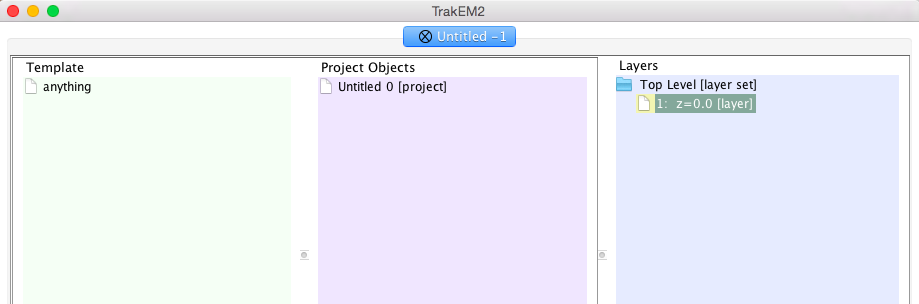 TrakEM2
Untitled -1
Template
anything
Project Objects
Untitled 0 [project]
Layers
Top Level [layer set]
1: z=0.0 [layer]